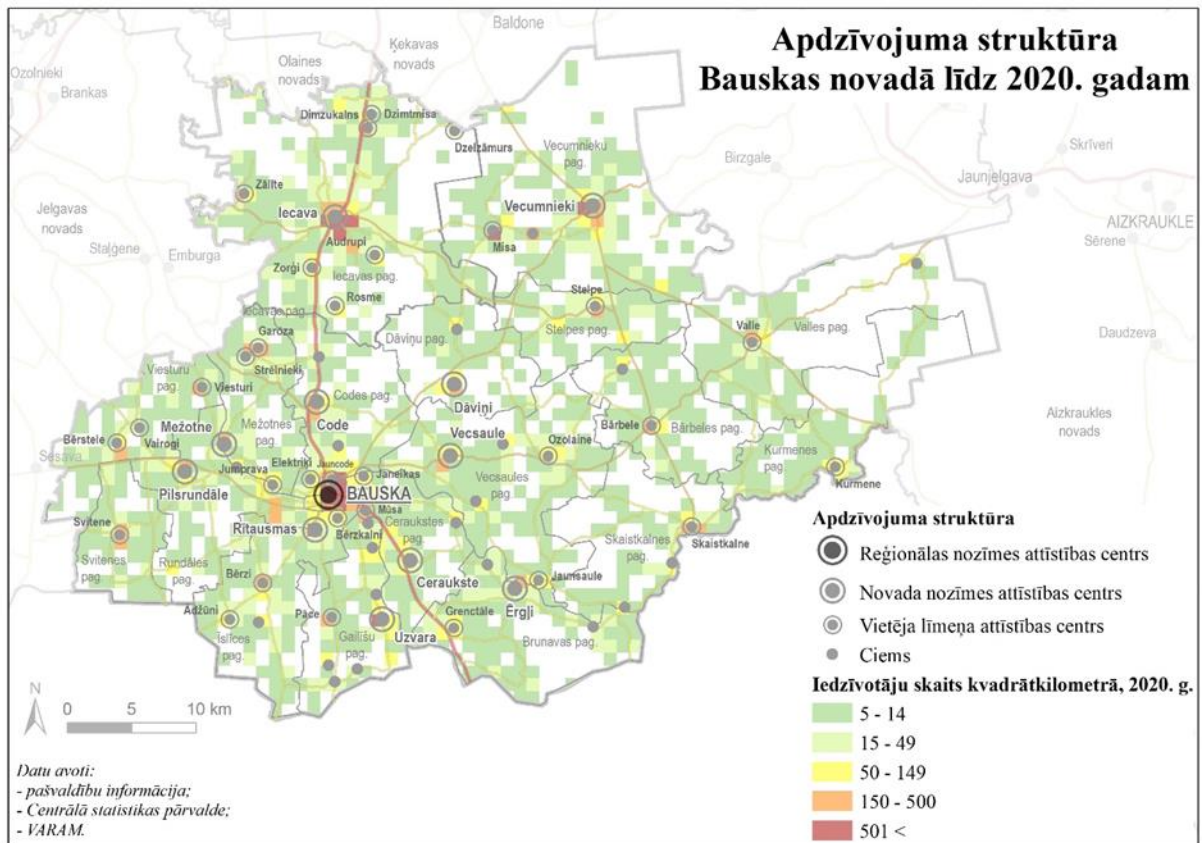 Apdzīvojuma struktūra
Bauskas novadā līdz 2020. gadam
Baldone
Ķekavas
novads
Olaines
novads
Ozolnieki
Brankas
Dimzukalns
Dzimtmisa
Dzelzāmurs
Vecumnieku
pag.
Birzgale
Skrīveri
Jaunjelgava
AIZKRAUKLE
Sērene
Zālīte
Jelgavas
novads
Iecava
Vecumnieki
Staļģene
Emburga
Audrupi
Misa
Zorģi
Iecavas pag.
Rosme
Iecavas pag.
Stelpe
Stelpes pag.
Valle
Valles pag.
Daudzeva
Garoza
Dāviņu pag.
Strēlnieki
Viesturu
pag.
Viesturi
Codes pag.
Code
Dāviņi
Mežotne
Mežotnes
pag.
Bērstele
Vairogi
Vecsaule
Ozolaine
Bārbele
Bārbeles pag.
Aizkraukles
novads
Sesava
Pilsrundāle
Jumprava
Elektriķi
Jauncode
Jāneikas
Vecsaules
pag.
Kurmenes
pag.
Kurmene
BAUSKA
Mūsa
Rītausmas
Bērzkalni
Ceraukstes
pag.
Svitene
Svitenes
pag.
Rundāles
pag.
Skaistkalnes
pag.
Skaistkalne
Bērzi
Ceraukste
Jaunsaule
Ērgļi
Adžūni
Īslīces
pag.
Pāce
Gailīšu
pag.
Uzvara
Grenctāle
Brunavas pag.
Apdzīvojuma struktūra
Reģionālas nozīmes attīstības centrs
Novada nozīmes attīstības centrs
Vietēja līmeņa attīstības centrs
Ciems
Iedzīvotāju skaits kvadrātkilometrā, 2020. g.
5 - 14
15 - 49
50 - 149
150 - 500
501 <
N
0 5 10 km
Datu avoti:
- pašvaldību informācija;
- Centrālā statistikas pārvalde;
- VARAM.